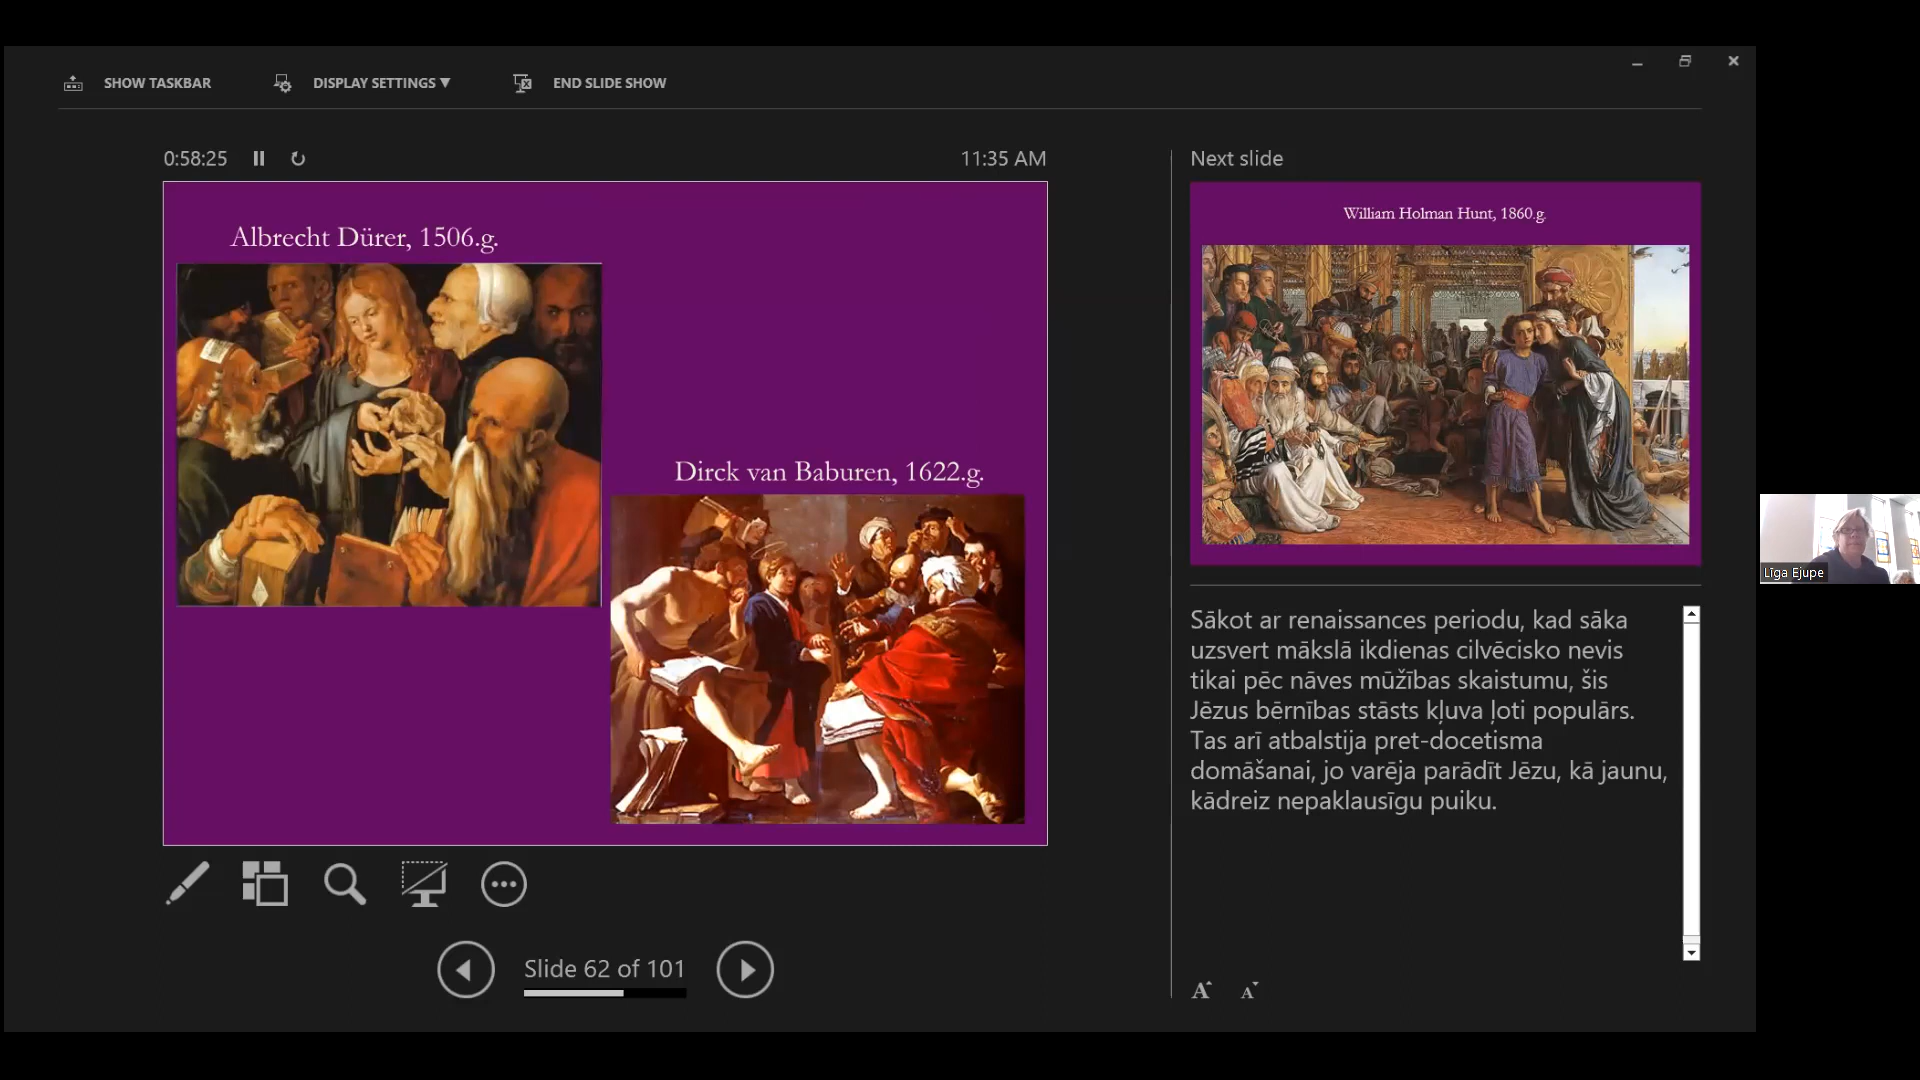 SHOW TASKBAR
DISPLAY SETTINGS ▼
END SLIDE SHOW
0:58:25
11:35 AM
Albrecht Dürer, 1506.g.
Dirck van Baburen, 1622.g.
Slide 62 of 101
Next slide
William Holman Hunt, 1860.g.
Sākot ar renaissances periodu, kad sāka
uzsvert mākslā ikdienas cilvēcisko nevis
tikai pēc nāves mūžības skaistumu, šis
Jēzus bērnības stāsts kļuva ļoti populārs.
Tas arī atbalstija pret-docetisma
domāšanai, jo varēja parādīt Jēzu, kā jaunu,
kādreiz nepaklausīgu puiku.
A A
Līga Ejupe